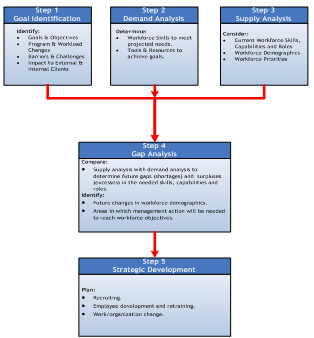 Step 1
Goal Identification
Identify:
Goals & Objectives
Program & Workload
Changes
Barriers & Challenges
Impact to External &
Internal Clients
Step 2
Demand Analysis
Determine:
Workforce Skills to meet
projected needs.
Tools & Resources to
achieve goals.
Step 3
Supply Analysis
Consider:
Current Workforce Skills,
Capabilities and Roles
Workforce Demographics
Workforce Priorities
Step 4
Gap Analysis
Compare:
Supply analysis with demand analysis to
determine future gaps (shortages) and surpluses
(excesses) in the needed skills, capabilities and
roles.
Identify:
Future changes in workforce demographics.
Areas in which management action will be needed
to reach workforce objectives.
Step 5
Strategic Development
Plan:
Recruiting.
Employee development and retraining.
Work/organization change.